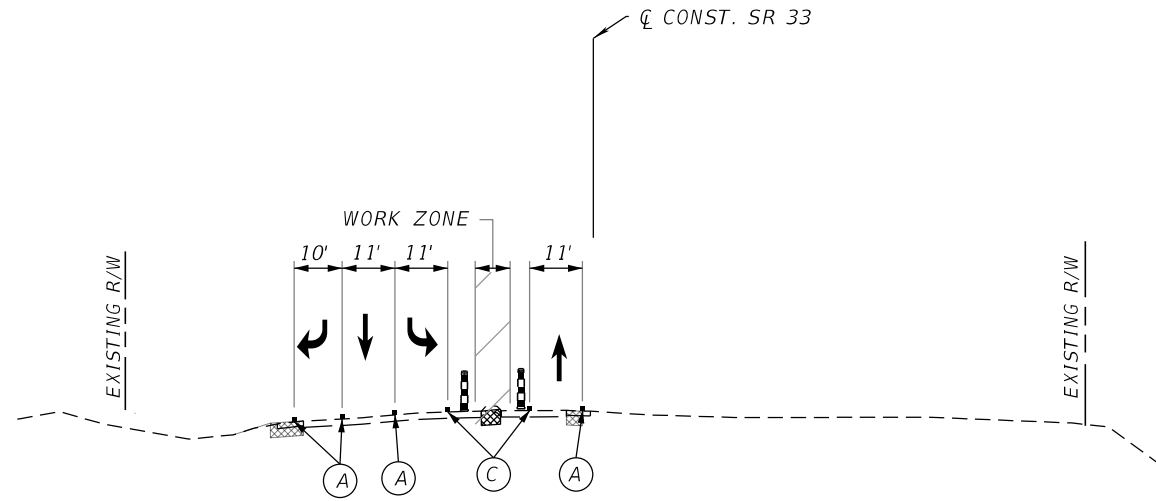 ℄ CONST. SR 33
WORK ZONE
10' 11' 11' 11'
EXISTING R/W
EXISTING R/W
A A C A